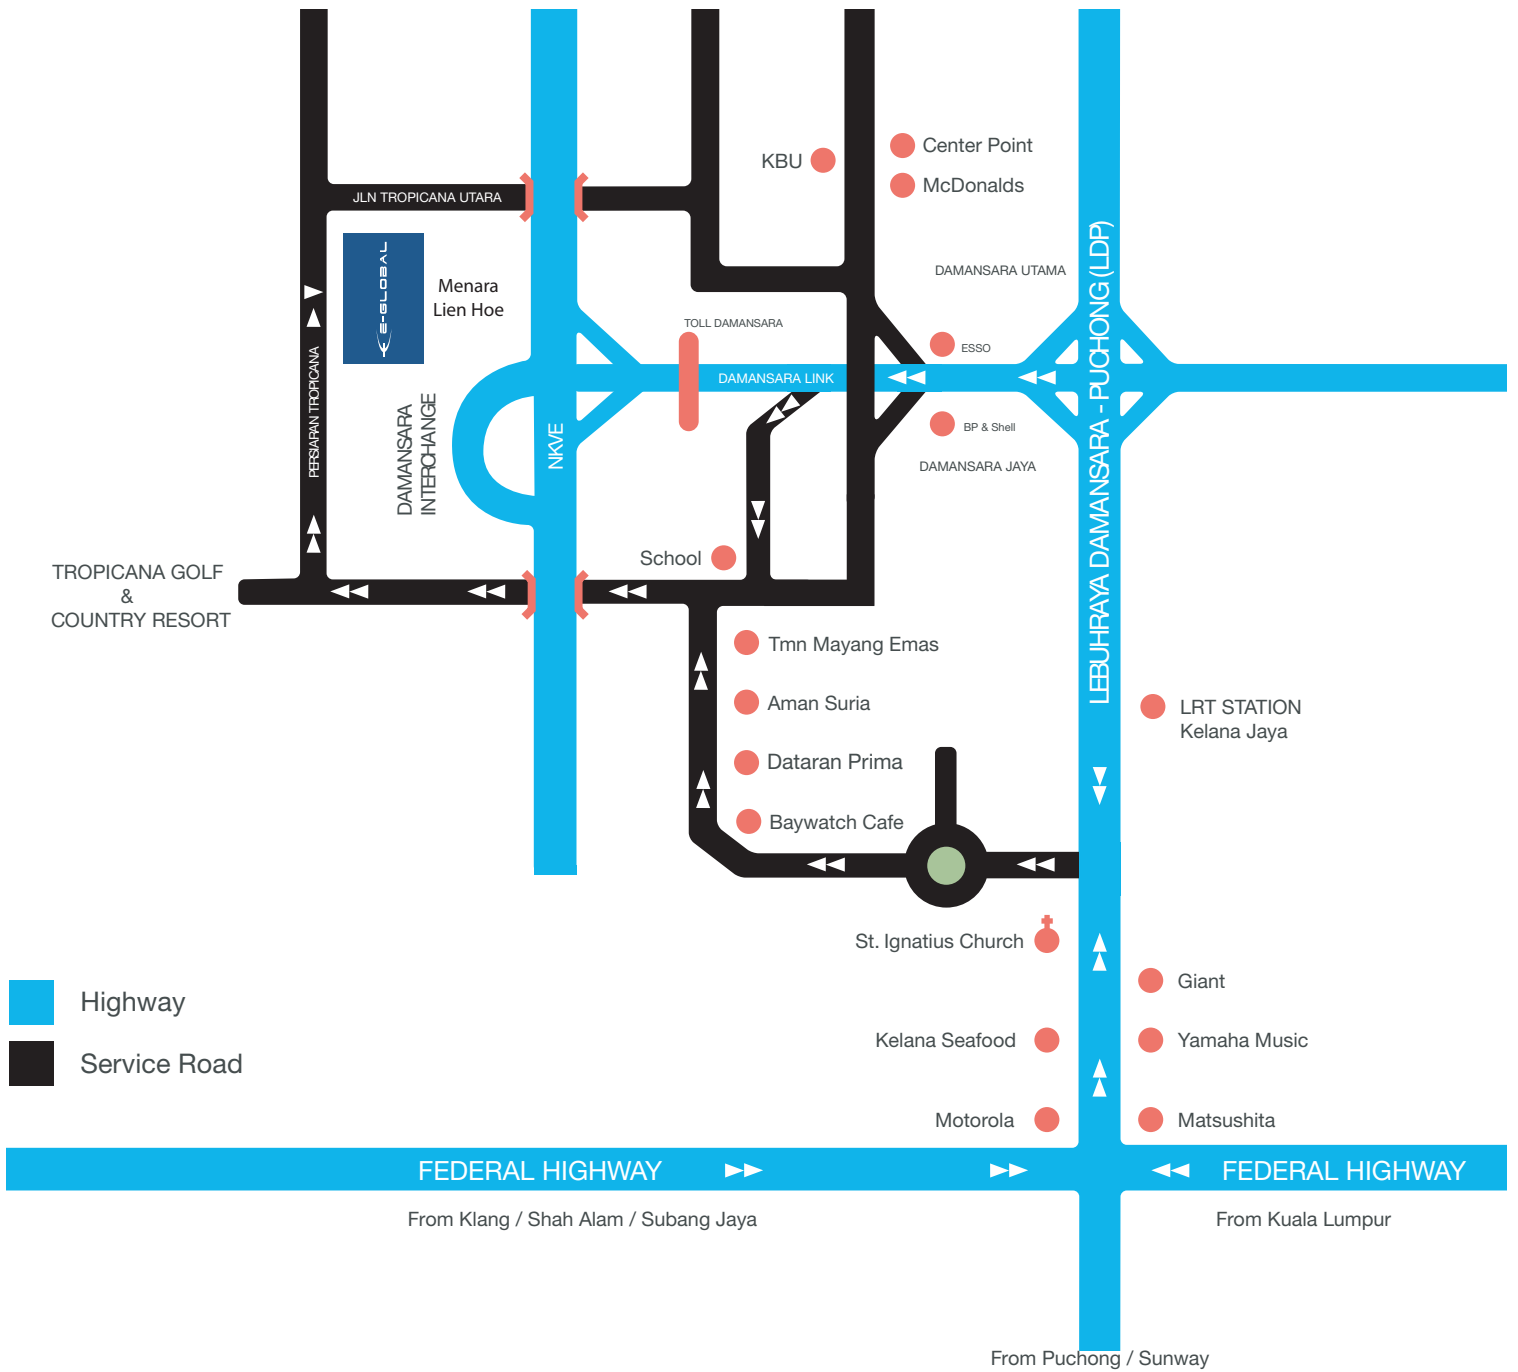 KBU
Center Point
McDonalds
JLN TROPICANA UTARA
E-GLOBAL
Menara
Lien Hoe
DAMANSARA UTAMA
LEBUHRAYA DAMANSARA - PUCHONG (LDP)
TOLL DAMANSARA
ESSO
DAMANSARA LINK
PERSIARAN TROPICANA
DAMANSARA
INTERCHANGE
NKVE
BP & Shell
DAMANSARA JAYA
School
TROPICANA GOLF
&
COUNTRY RESORT
Tmn Mayang Emas
Aman Suria
LRT STATION
Kelana Jaya
Dataran Prima
Baywatch Cafe
St. Ignatius Church
Giant
Highway
Kelana Seafood
Yamaha Music
Service Road
Motorola
Matsushita
FEDERAL HIGHWAY
FEDERAL HIGHWAY
From Klang / Shah Alam / Subang Jaya
From Kuala Lumpur
From Puchong / Sunway